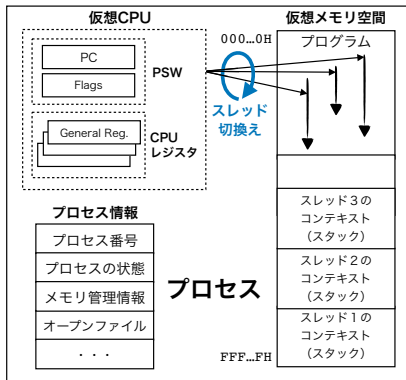 仮想CPU
PC
Flags
PSW
General Reg.
CPU
レジスタ
スレッド
切換え
仮想メモリ空間
000…0H
プログラム
スレッド３の
コンテキスト
（スタック）
スレッド２の
コンテキスト
（スタック）
スレッド１の
コンテキスト
（スタック）
FFF…FH
プロセス情報
プロセス番号
プロセスの状態
メモリ管理情報
オープンファイル
・・・
プロセス